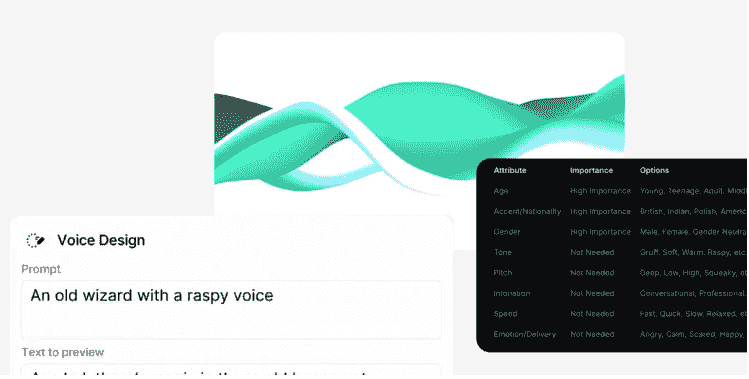 Voice Design
Prompt
An old wizard with a raspy voice
Text to preview
Attribute Importance Options
Age High Importance Young, Teenage, Adult,
Accent/Nationality High Importance British, Indian, Polish,
Gender High Importance Male, Female, Gender
Tone Not Needed Gruff, Soft, Warm, Raspy, etc.
Pitch Not Needed Deep, Low, High, Squeaky,
Intonation Not Needed Conversational, Professional,
Speed Not Needed Fast, Quick, Slow, Relaxed,
Emotion/Delivery Not Needed Angry, Calm, Scared, Happy,